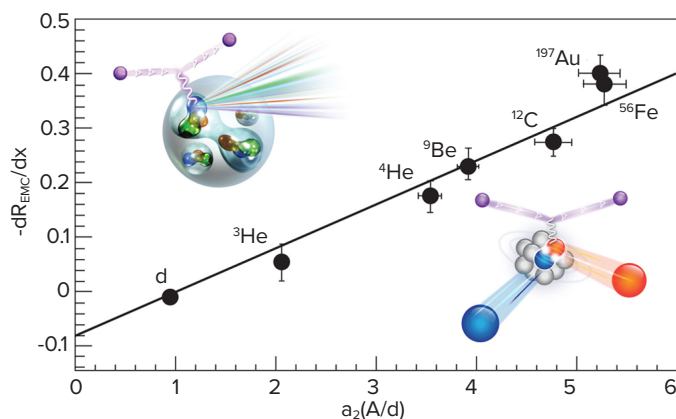 0.5
0.4
0.3
0.2
0.1
0
-0.1
-dR_EMC/dx
197Au
56Fe
12C
9Be
4He
3He
d
0 1 2 3 4 5 6
a₂(A/d)